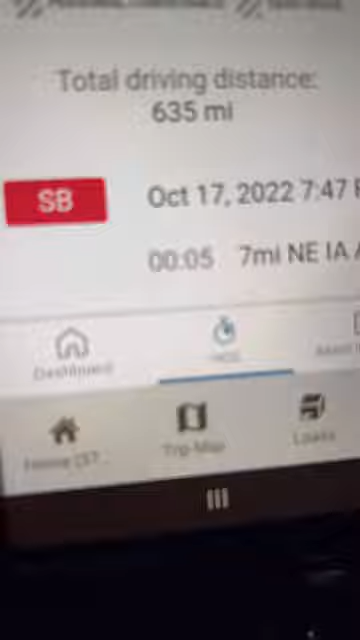 Total driving distance:
635 mi
SB
Oct 17, 2022 7:47
00:05 7mi NE IA
Dashboard
Trip Map
Loads